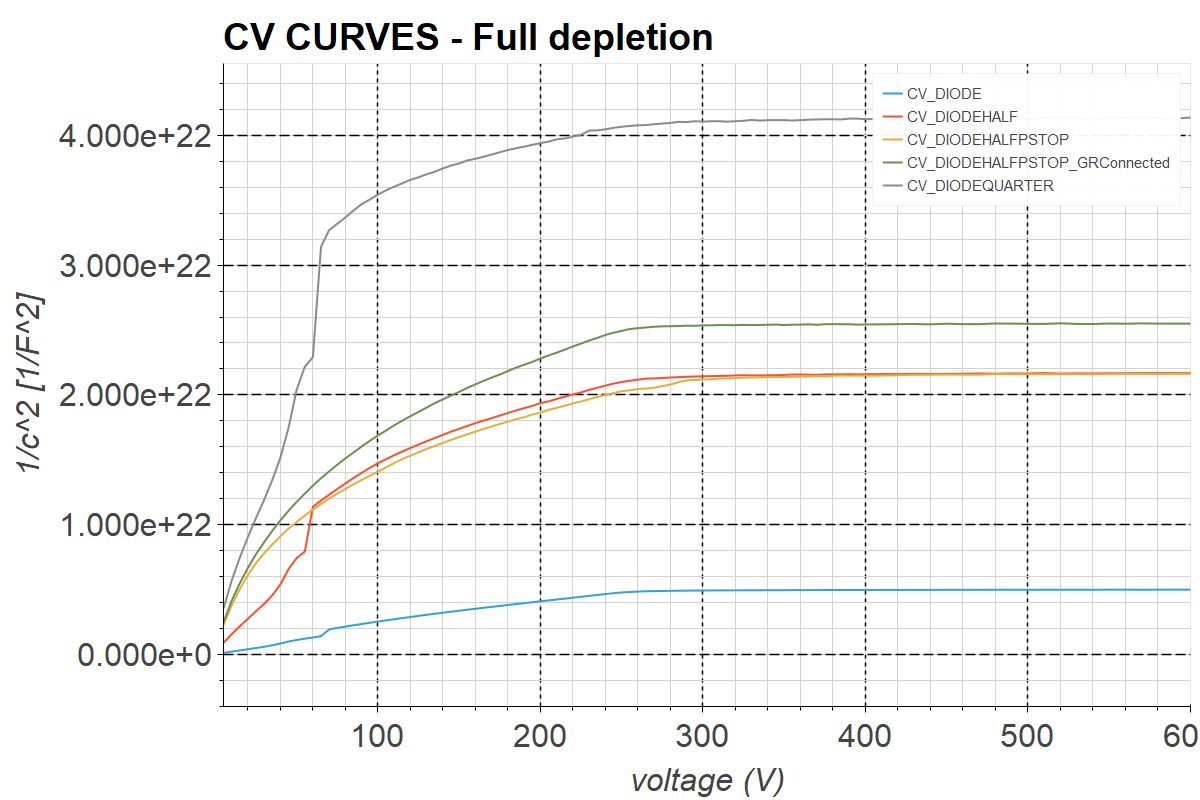 CV CURVES - Full depletion
CV_DIODE
CV_DIODEHALF
CV_DIODEHALFPSTOP
CV_DIODEHALFPSTOP_GRConnected
CV_DIODEQUARTER
4.000e+22
3.000e+22
2.000e+22
1.000e+22
0.000e+0
1/c^2 [1/F^2]
100 200 300 400 500 60
voltage (V)